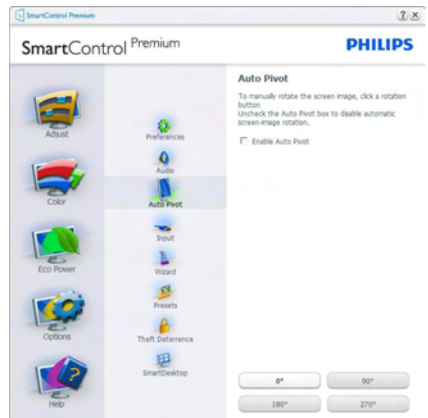 SmartControl Premium
SmartControl Premium
PHILIPS
Adjust
Color
Eco Power
Options
Help
Preferences
Audio
Auto Pivot
Input
Wizard
Presets
Theft Deterrence
SmartDesktop
Auto Pivot
To manually rotate the screen image, click a rotation
button
Uncheck the Auto Pivot box to disable automatic
screen-image rotation.
Enable Auto Pivot
0°
90°
180°
270°